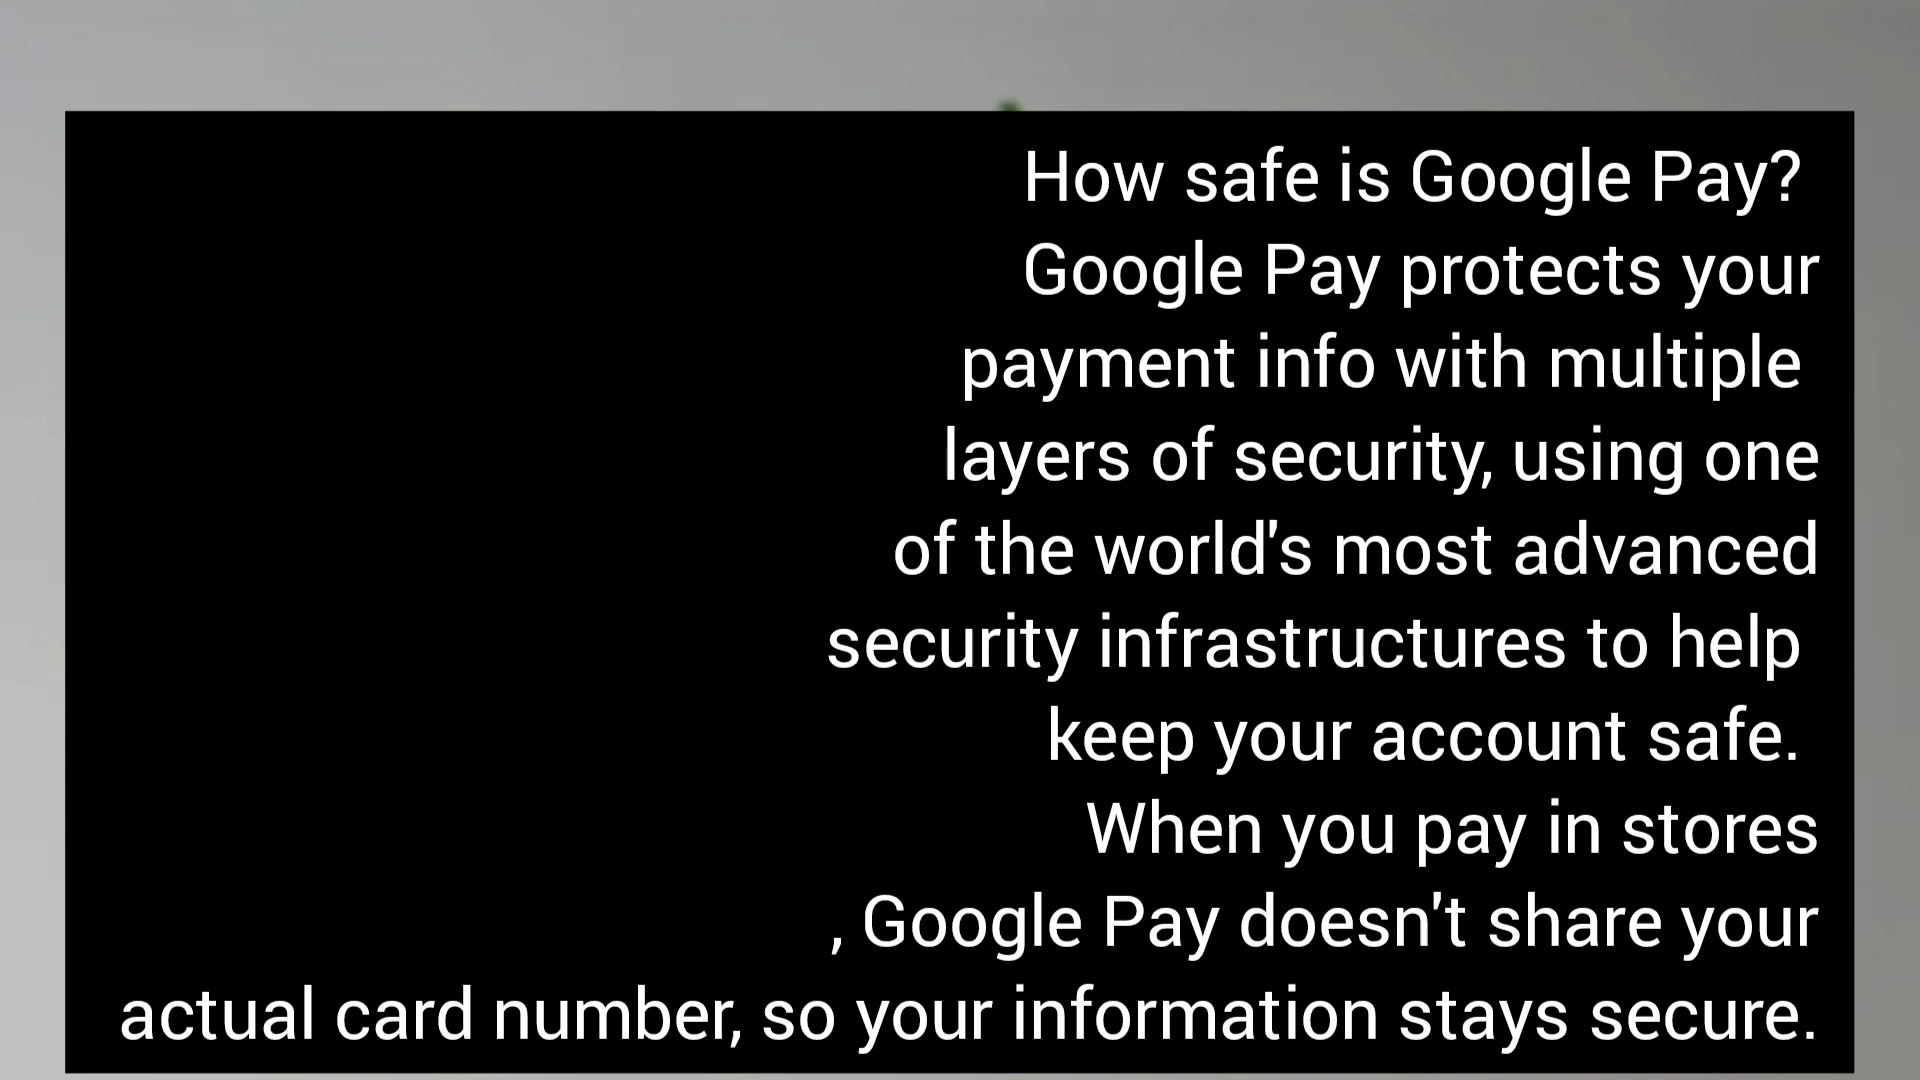 How safe is Google Pay?
Google Pay protects your
payment info with multiple
layers of security, using one
of the world's most advanced
security infrastructures to help
keep your account safe.
When you pay in stores
, Google Pay doesn't share your
actual card number, so your information stays secure.